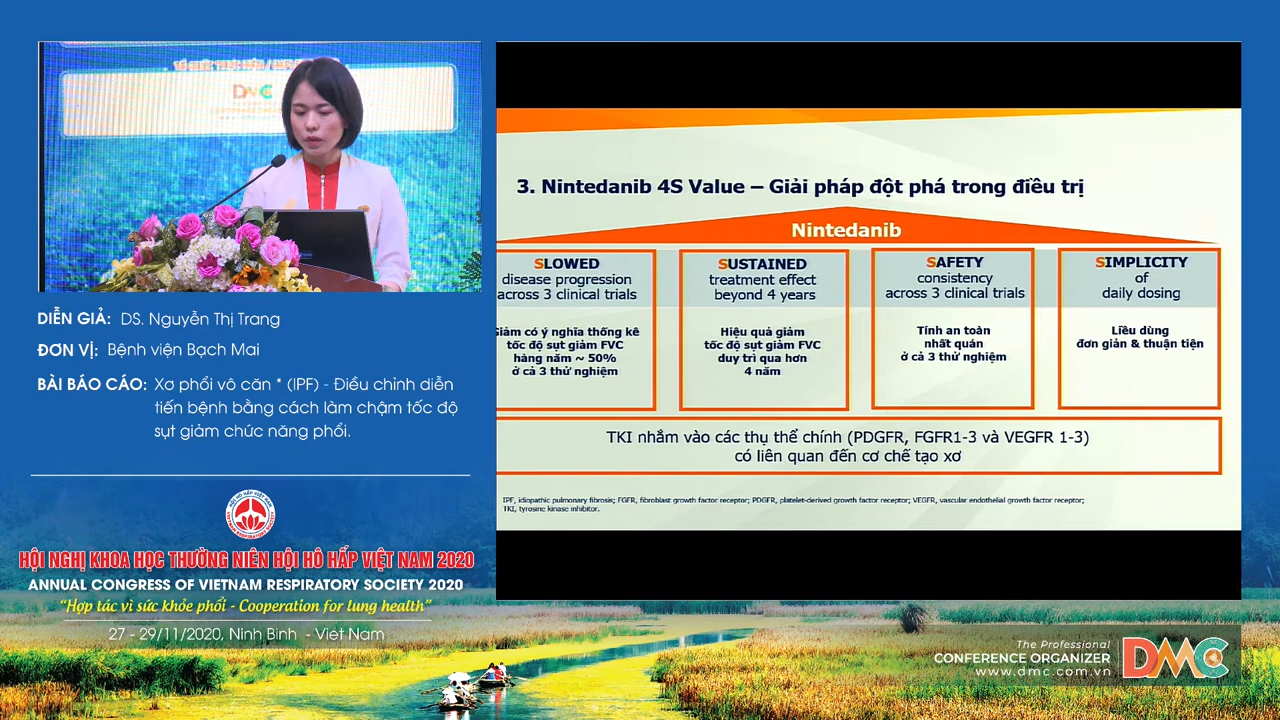 DMC
DIỄN GIẢ: DS. Nguyễn Thị Trang
ĐƠN VỊ: Bệnh viện Bạch Mai
BÀI BÁO CÁO: Xơ phổi vô căn * (IPF) - Điều chỉnh diễn
tiến bệnh bằng cách làm chậm tốc độ
sụt giảm chức năng phổi.
HỘI HÔ HẤP VIỆT NAM
VIETNAM RESPIRATORY SOCIETY
HỘI NGHỊ KHOA HỌC THƯỜNG NIÊN HỘI HÔ HẤP VIỆT NAM 2020
ANNUAL CONGRESS OF VIETNAM RESPIRATORY SOCIETY 2020
“Hợp tác vì sức khỏe phổi - Cooperation for lung health”
27 - 29/11/2020, Ninh Bình - Việt Nam
3. Nintedanib 4S Value – Giải pháp đột phá trong điều trị
Nintedanib
SLOWED
disease progression
across 3 clinical trials
Giảm có ý nghĩa thống kê
tốc độ sụt giảm FVC
hàng năm ~ 50%
ở cả 3 thử nghiệm
SUSTAINED
treatment effect
beyond 4 years
Hiệu quả giảm
tốc độ sụt giảm FVC
duy trì qua hơn
4 năm
SAFETY
consistency
across 3 clinical trials
Tính an toàn
nhất quán
ở cả 3 thử nghiệm
SIMPLICITY
of
daily dosing
Liều dùng
đơn giản & thuận tiện
TKI nhắm vào các thụ thể chính (PDGFR, FGFR1-3 và VEGFR 1-3)
có liên quan đến cơ chế tạo xơ
IPF, idiopathic pulmonary fibrosis; FGFR, fibroblast growth factor receptor; PDGFR, platelet-derived growth factor receptor; VEGFR, vascular endothelial growth factor receptor;
TKI, tyrosine kinase inhibitor.
The Professional
CONFERENCE ORGANIZER
www.dmc.com.vn
DMC